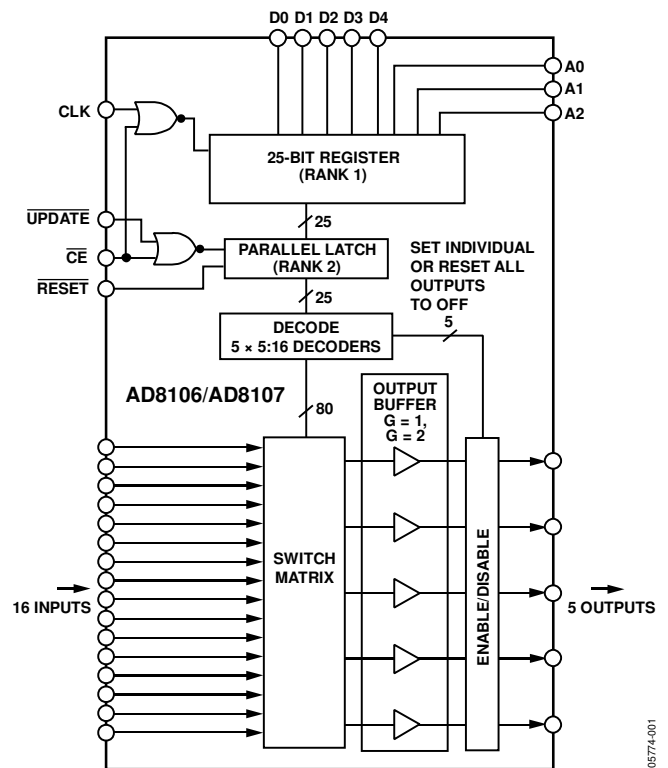 D0 D1 D2 D3 D4
A0
A1
A2
CLK
25-BIT REGISTER
(RANK 1)
25
UPDATE
CE
RESET
PARALLEL LATCH
(RANK 2)
25
SET INDIVIDUAL
OR RESET ALL
OUTPUTS
TO OFF
5
DECODE
5 × 5:16 DECODERS
AD8106/AD8107
80
OUTPUT
BUFFER
G = 1,
G = 2
SWITCH
MATRIX
ENABLE/DISABLE
16 INPUTS
5 OUTPUTS
05774-001